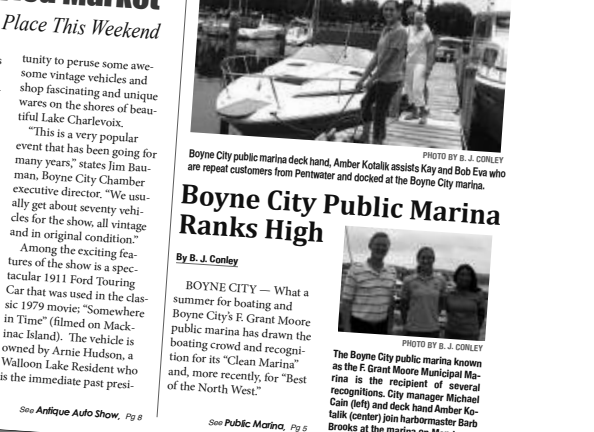 Market
Place This Weekend
tunity to peruse some awe-
some vintage vehicles and
shop fascinating and unique
wares on the shores of beau-
tiful Lake Charlevoix.
"This is a very popular
event that has been going for
many years," states Jim Bau-
man, Boyne City Chamber
executive director. "We usu-
ally get about seventy vehi-
cles for the show, all vintage
and in original condition."
Among the exciting fea-
tures of the show is a spec-
tacular 1911 Ford Touring
Car that was used in the clas-
sic 1979 movie; "Somewhere
in Time" (filmed on Mack-
inac Island). The vehicle is
owned by Arnie Hudson, a
Walloon Lake Resident who
is the immediate past presi-
See Antique Auto Show, Pg 8
PHOTO BY B. J. CONLEY
Boyne City public marina deck hand, Amber Kotalik assists Kay and Bob Eva who
are repeat customers from Pentwater and docked at the Boyne City marina.
Boyne City Public Marina
Ranks High
By B. J. Conley
BOYNE CITY — What a
summer for boating and
Boyne City's F. Grant Moore
public marina has drawn the
boating crowd and recogni-
tion for its "Clean Marina"
and, more recently, for "Best
of the North West."
See Public Marina, Pg 5
PHOTO BY B. J. CONLEY
The Boyne City public marina known
as the F. Grant Moore Municipal Ma-
rina is the recipient of several
recognitions. City manager Michael
Cain (left) and deck hand Amber Ko-
talik (center) join harbormaster Barb
Brooks at the marina on